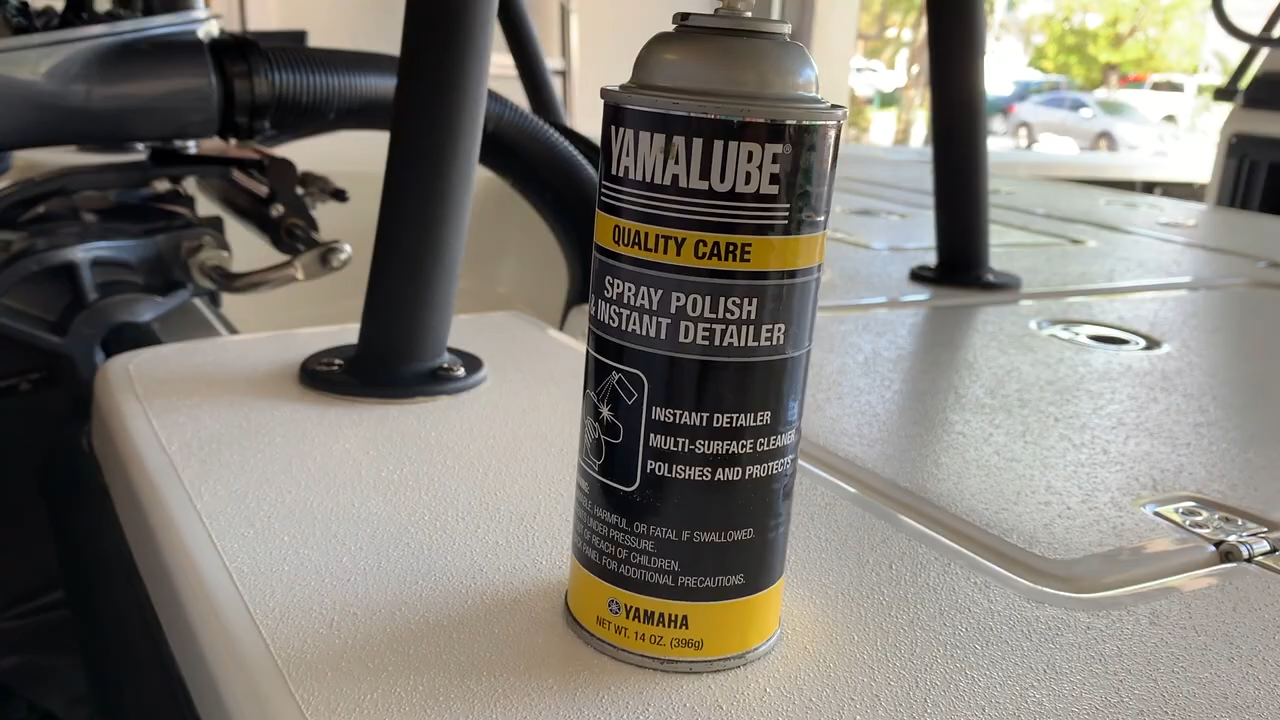 YAMALUBE®
QUALITY CARE
SPRAY POLISH
& INSTANT DETAILER
INSTANT DETAILER
MULTI-SURFACE CLEANER
POLISHES AND PROTECTS
HARMFUL, OR FATAL IF SWALLOWED.
UNDER PRESSURE.
OF REACH OF CHILDREN.
PANEL FOR ADDITIONAL PRECAUTIONS.
YAMAHA
NET WT. 14 OZ. (396g)